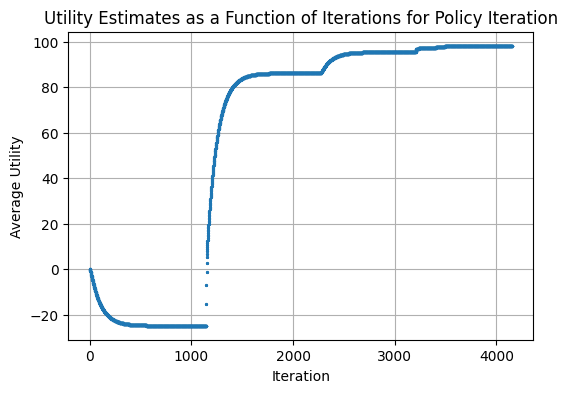 Utility Estimates as a Function of Iterations for Policy Iteration
100
80
60
40
20
0
−20
Average Utility
0 1000 2000 3000 4000
Iteration